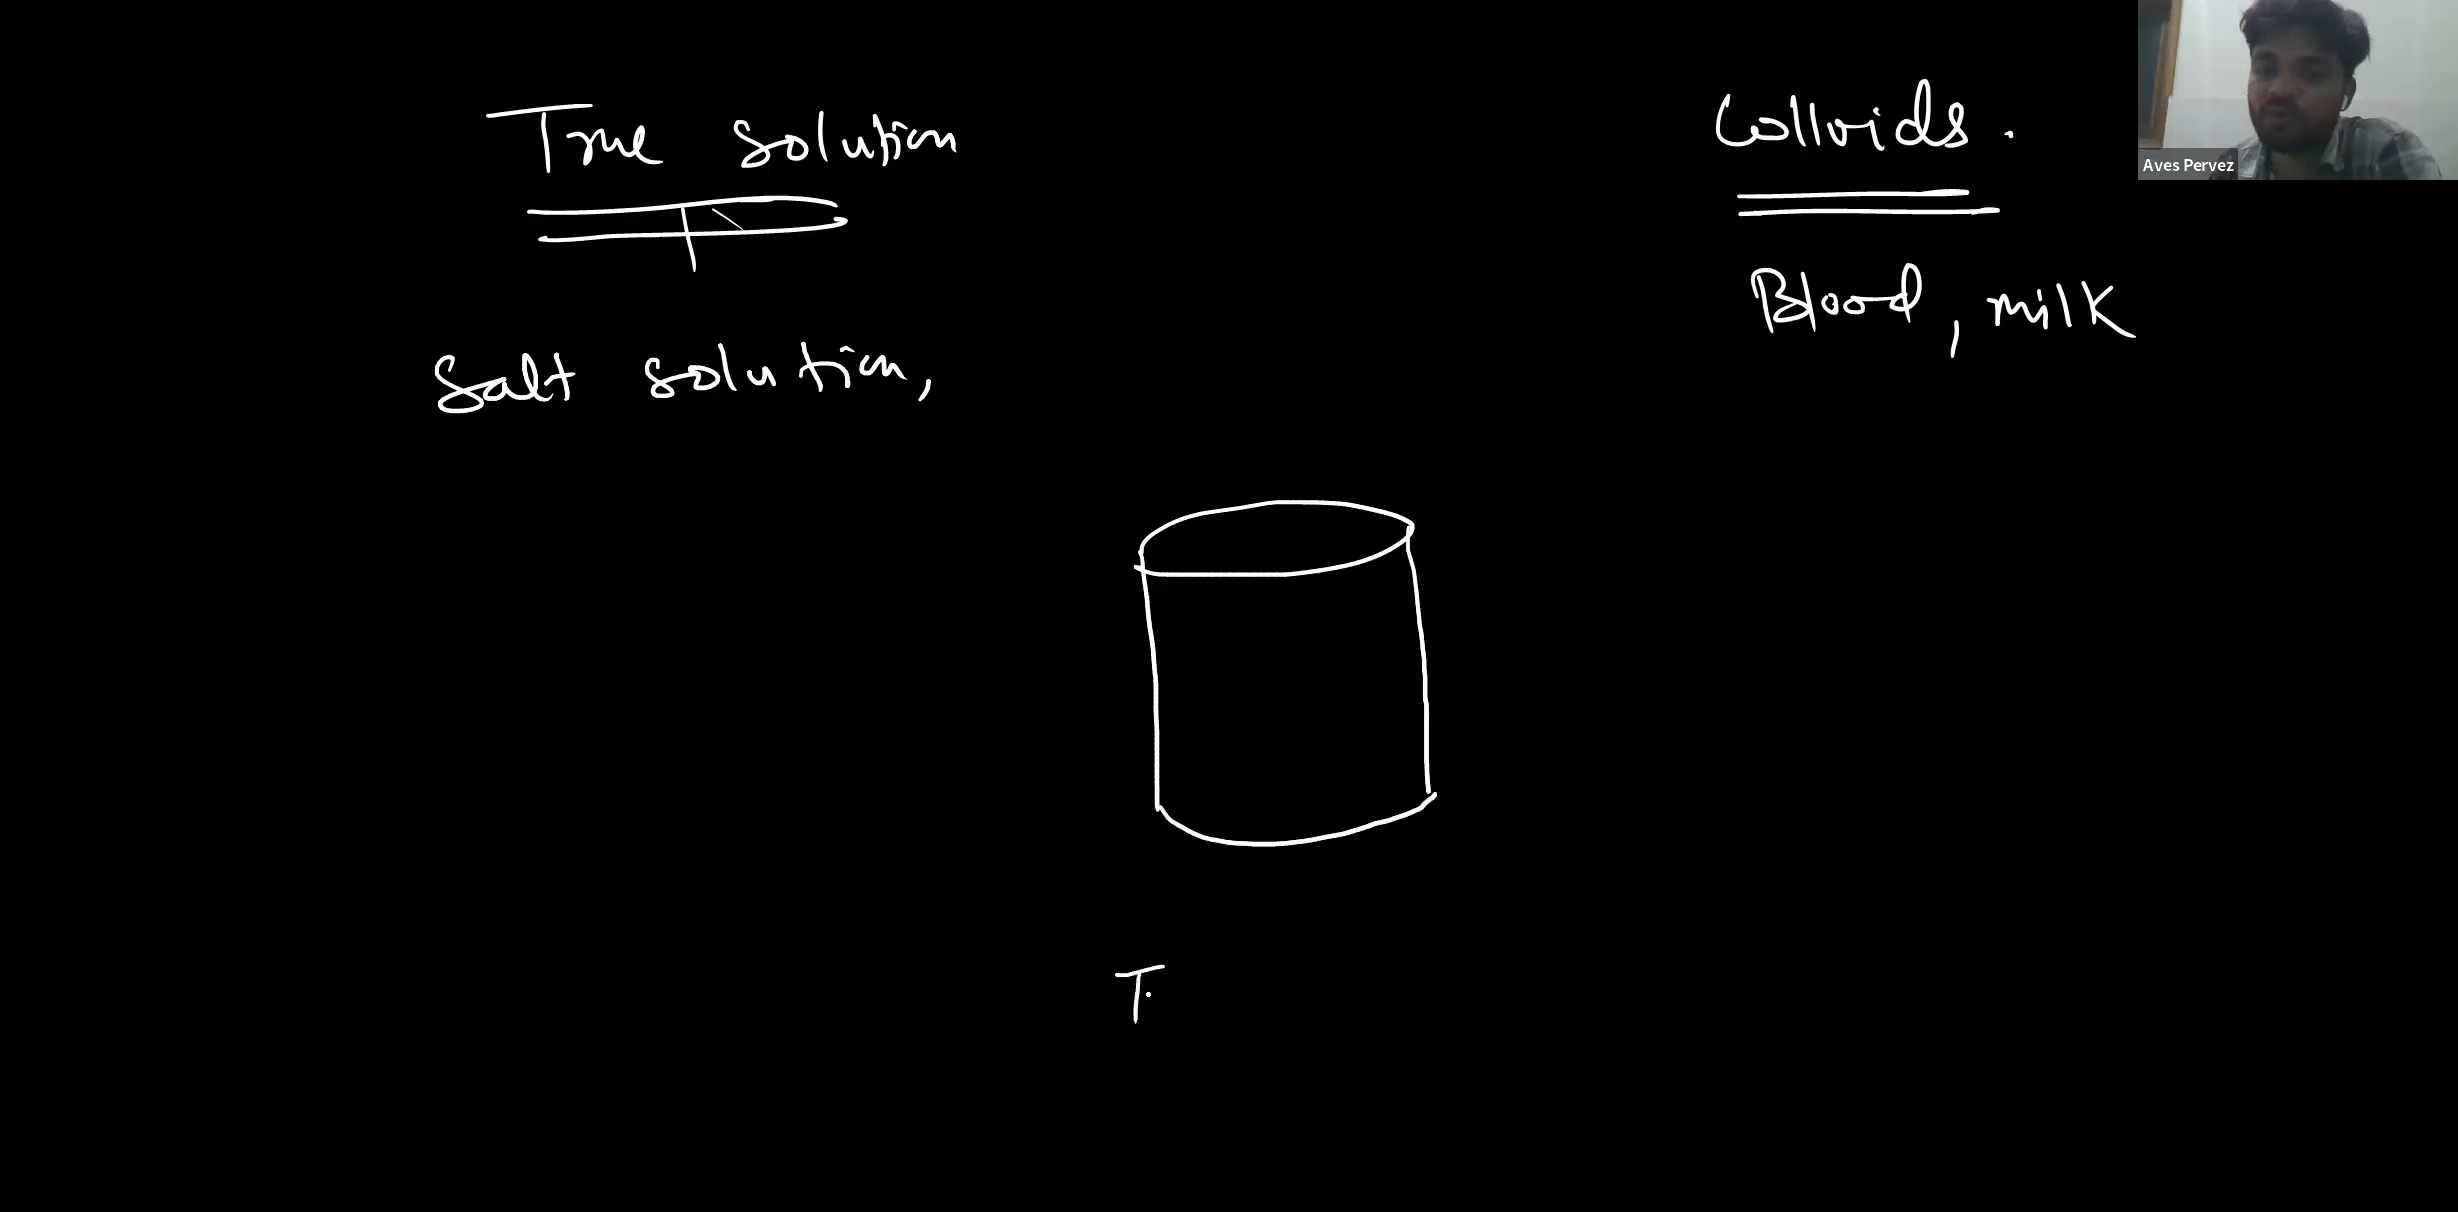 True solution
Colloids.
Aves Pervez
Blood, milk
Salt solution,
T.